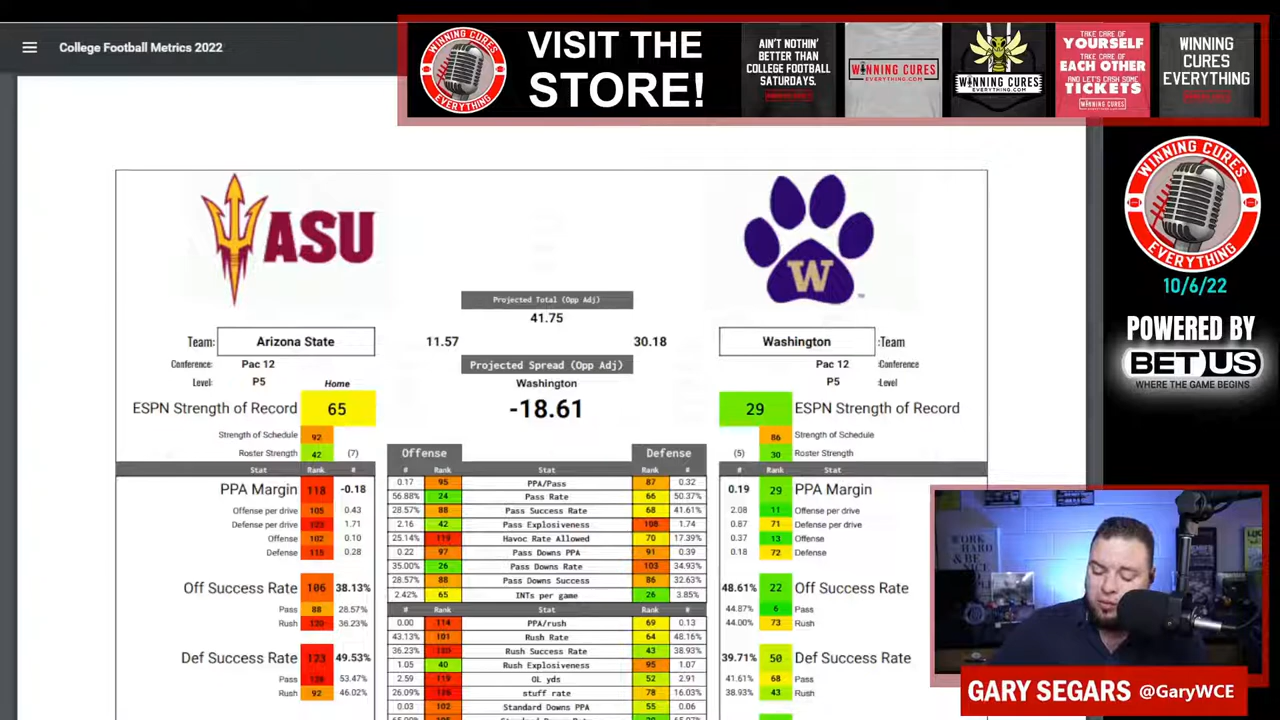 College Football Metrics 2022
WINNING CURES
EVERYTHING
VISIT THE
STORE!
AIN'T NOTHIN'
BETTER THAN
COLLEGE FOOTBALL
SATURDAYS.
WINNING CURES
EVERYTHING.COM
WINNING CURES
EVERYTHING.COM
TAKE CARE OF
YOURSELF
TAKE CARE OF
EACH OTHER
AND LET'S CASH SOME
TICKETS
WINNING CURES
WINNING
CURES
EVERYTHING
WINNING CURES
EVERYTHING
10/6/22
POWERED BY
BETUS
WHERE THE GAME BEGINS
ASU
W
Projected Total (Opp Adj)
41.75
Team: Arizona State 11.57 30.18 Washington :Team
Projected Spread (Opp Adj)
Conference: Pac 12 Pac 12 :Conference
Level: P5 Home Washington P5 :Level
ESPN Strength of Record 65 -18.61 29 ESPN Strength of Record
Strength of Schedule 92 86 Strength of Schedule
Roster Strength 42 (7) Offense Defense (5) 30 Roster Strength
Stat Rank # # Rank Stat Rank # # Rank Stat
PPA Margin 118 -0.18 0.19 29 PPA Margin
Offense per drive 105 0.43 2.08 11 Offense per drive
Defense per drive 1.71 0.87 71 Defense per drive
Offense 102 0.10 0.37 13 Offense
Defense 115 0.28 0.18 72 Defense
Off Success Rate 106 38.13% 48.61% 22 Off Success Rate
Pass 88 28.57% 44.87% 6 Pass
Rush 36.23% 44.00% 73 Rush
Def Success Rate 123 49.53% 39.71% 50 Def Success Rate
Pass 53.47% 41.61% 68 Pass
Rush 92 46.02% 38.93% 43 Rush
0.17 95 PPA/Pass 87 0.32
56.88% 24 Pass Rate 66 50.37%
28.57% 88 Pass Success Rate 68 41.61%
2.16 42 Pass Explosiveness 108 1.74
25.14% 119 Havoc Rate Allowed 70 17.39%
0.22 97 Pass Downs PPA 91 0.39
35.00% 26 Pass Downs Rate 103 34.93%
28.57% 88 Pass Downs Success 86 32.63%
2.42% 65 INTs per game 26 3.85%
# Rank Stat Rank #
0.00 114 PPA/rush 69 0.13
43.13% 101 Rush Rate 64 48.16%
36.23% Rush Success Rate 43 38.93%
1.05 40 Rush Explosiveness 95 1.07
2.59 119 OL yds 52 2.91
26.09% stuff rate 78 16.03%
0.03 102 Standard Downs PPA 55 0.06
GARY SEGARS @GaryWCE